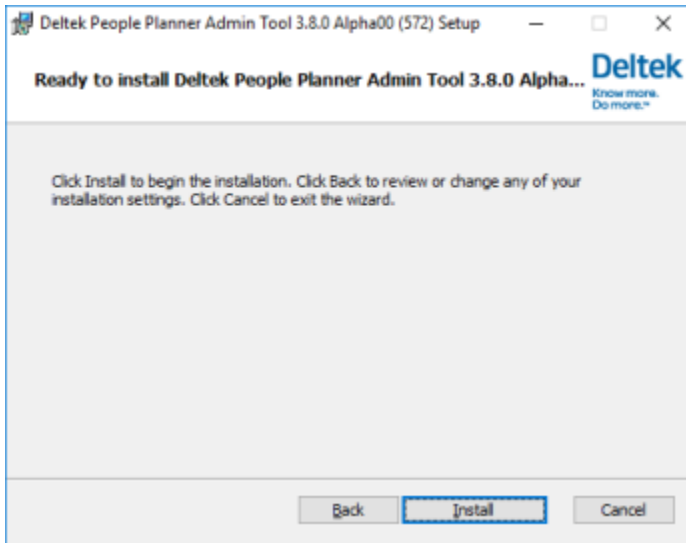 Deltek People Planner Admin Tool 3.8.0 Alpha00 (572) Setup
Ready to install Deltek People Planner Admin Tool 3.8.0 Alpha...
Deltek
Know more.
Do more.™
Click Install to begin the installation. Click Back to review or change any of your
installation settings. Click Cancel to exit the wizard.
Back Install Cancel